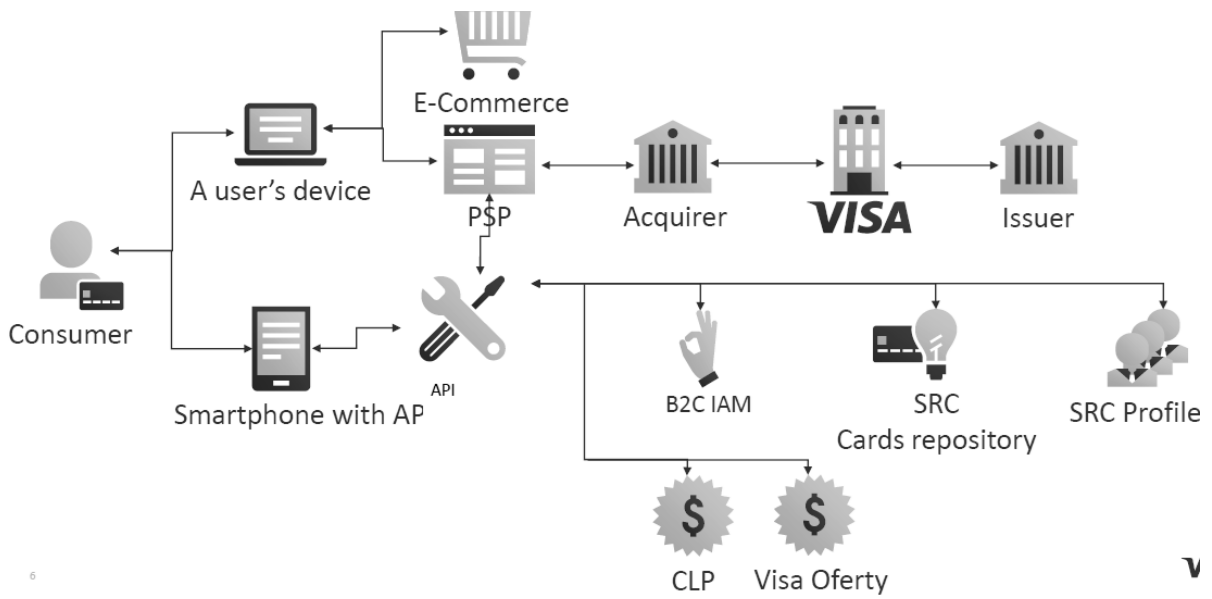 E-Commerce
A user's device
PSP
Acquirer
VISA
Issuer
Consumer
Smartphone with AP
API
B2C IAM
SRC
Cards repository
SRC Profile
CLP
Visa Oferty
6
V